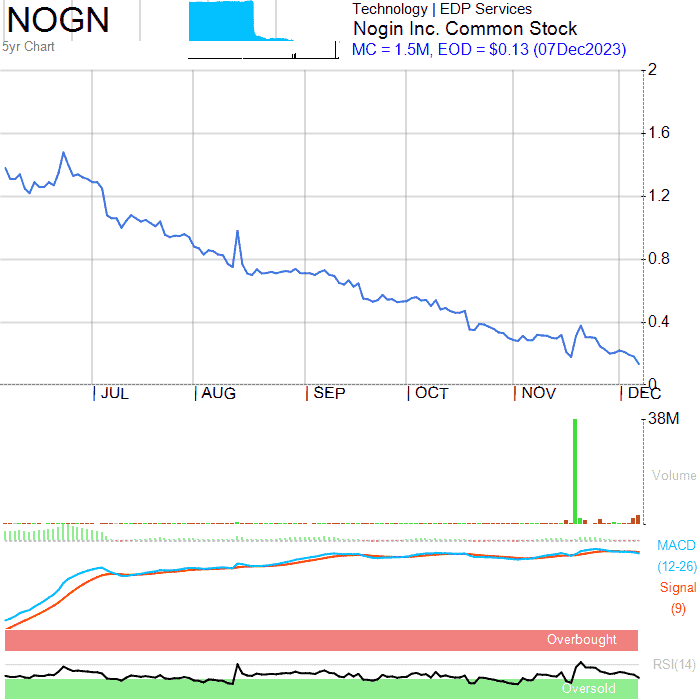 NOGN
5yr Chart
Technology | EDP Services
Nogin Inc. Common Stock
MC = 1.5M, EOD = $0.13 (07Dec2023)
2
1.6
1.2
0.8
0.4
0
JUL
AUG
SEP
OCT
NOV
DEC
38M
Volume
MACD
(12-26)
Signal
(9)
Overbought
RSI(14)
Oversold